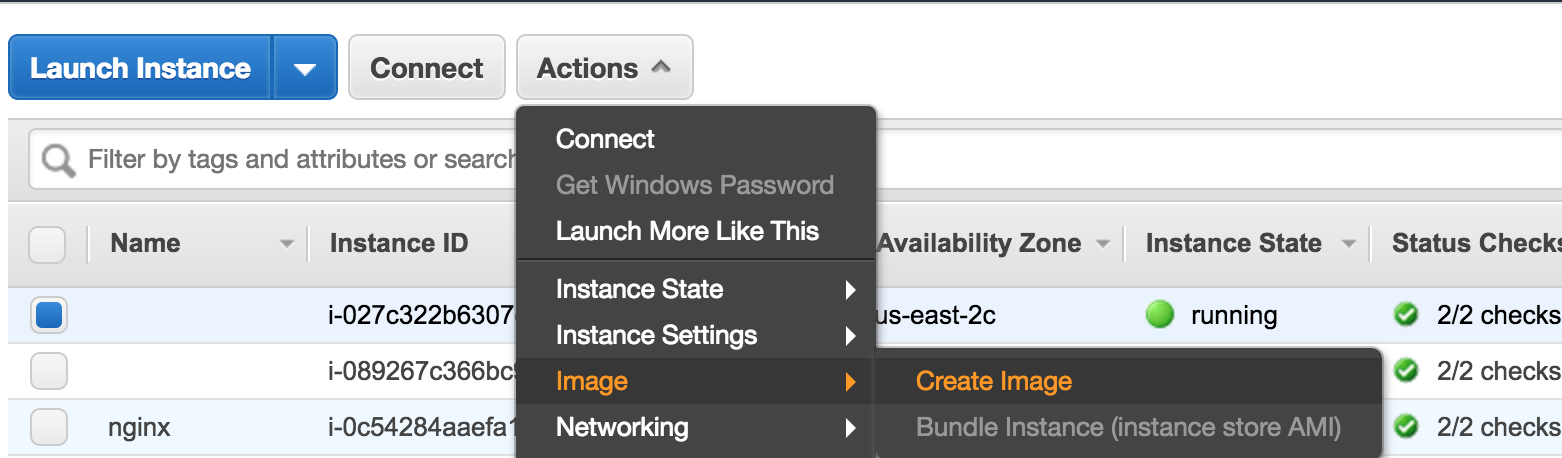 Launch Instance Connect Actions
Connect
Filter by tags and attributes or search
Get Windows Password
Launch More Like This
Name Instance ID Availability Zone Instance State Status Checks
Instance State
i-027c322b6307 us-east-2c running 2/2 checks
Instance Settings
i-089267c366bc 2/2 checks
Image Create Image
nginx i-0c54284aaefa1 2/2 checks
Networking Bundle Instance (instance store AMI)